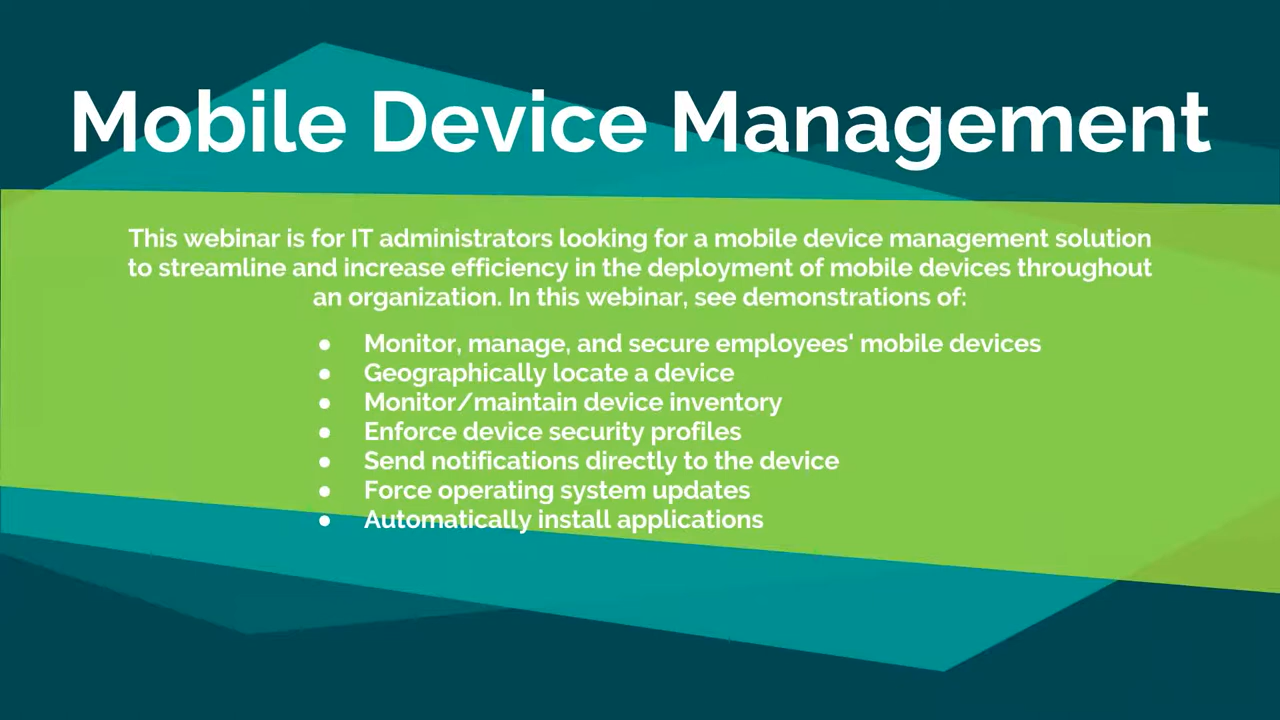 Mobile Device Management
This webinar is for IT administrators looking for a mobile device management solution
to streamline and increase efficiency in the deployment of mobile devices throughout
an organization. In this webinar, see demonstrations of:
● Monitor, manage, and secure employees' mobile devices
● Geographically locate a device
● Monitor/maintain device inventory
● Enforce device security profiles
● Send notifications directly to the device
● Force operating system updates
● Automatically install applications